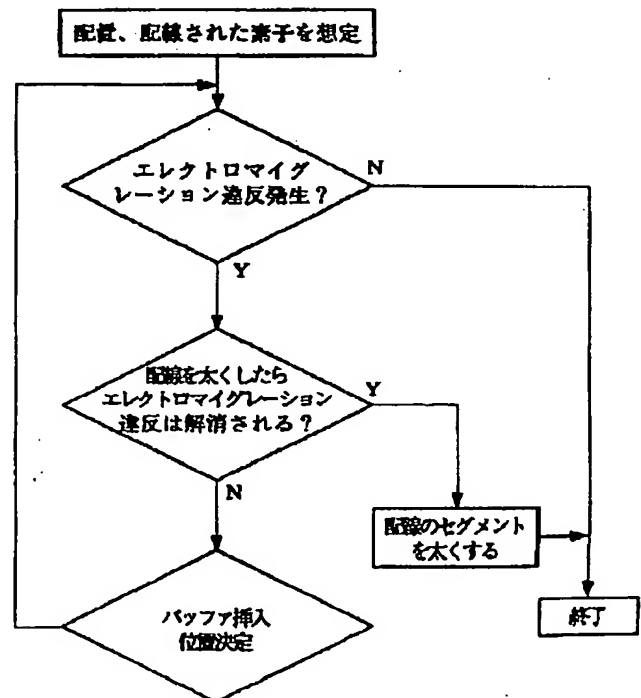 配置、配線された素子を想定
エレクトロマイグ
レーション違反発生？
N
Y
配線を太くしたら
エレクトロマイグレーション
違反は解消される？
Y
N
配線のセグメント
を太くする
バッファ挿入
位置決定
終了